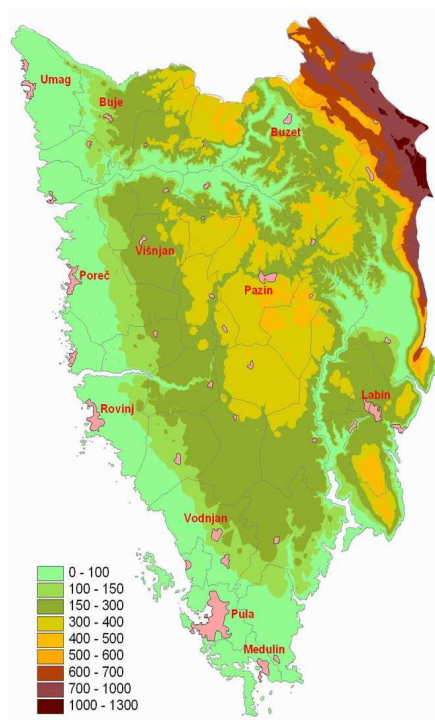 Umag
Buje
Buzet
Višnjan
Poreč
Pazin
Labin
Rovinj
Vodnjan
Pula
Medulin
0 - 100
100 - 150
150 - 300
300 - 400
400 - 500
500 - 600
600 - 700
700 - 1000
1000 - 1300